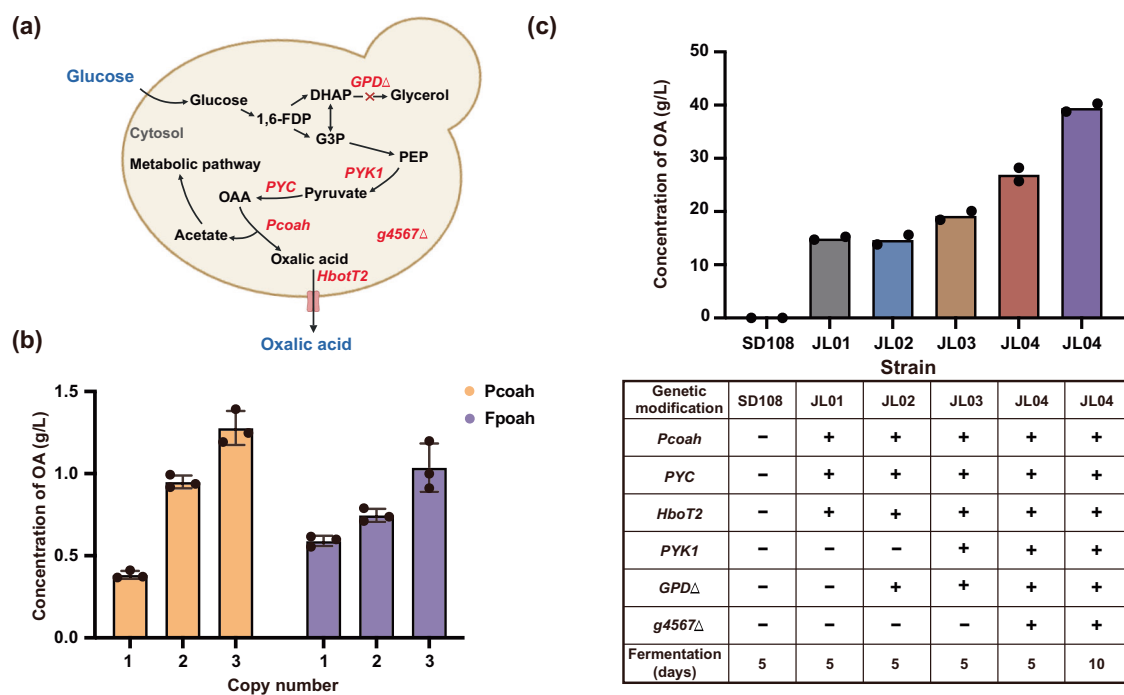 (a)
Glucose
Glucose
1,6-FDP
DHAP
GPDΔ
Glycerol
G3P
Cytosol
PEP
Metabolic pathway
PYK1
PYC
Pyruvate
OAA
Pcoah
g4567Δ
Acetate
Oxalic acid
HbotT2
Oxalic acid
(b)
Concentration of OA (g/L)
1.5
1.0
0.5
0.0
1 2 3 1 2 3
Copy number
Pcoah
Fpoah
(c)
Concentration of OA (g/L)
50
40
30
20
10
0
SD108 JL01 JL02 JL03 JL04 JL04
Strain
Genetic modification SD108 JL01 JL02 JL03 JL04 JL04
Pcoah − + + + + +
PYC − + + + + +
HboT2 − + + + + +
PYK1 − − − + + +
GPDΔ − − + + + +
g4567Δ − − − − + +
Fermentation (days) 5 5 5 5 5 10